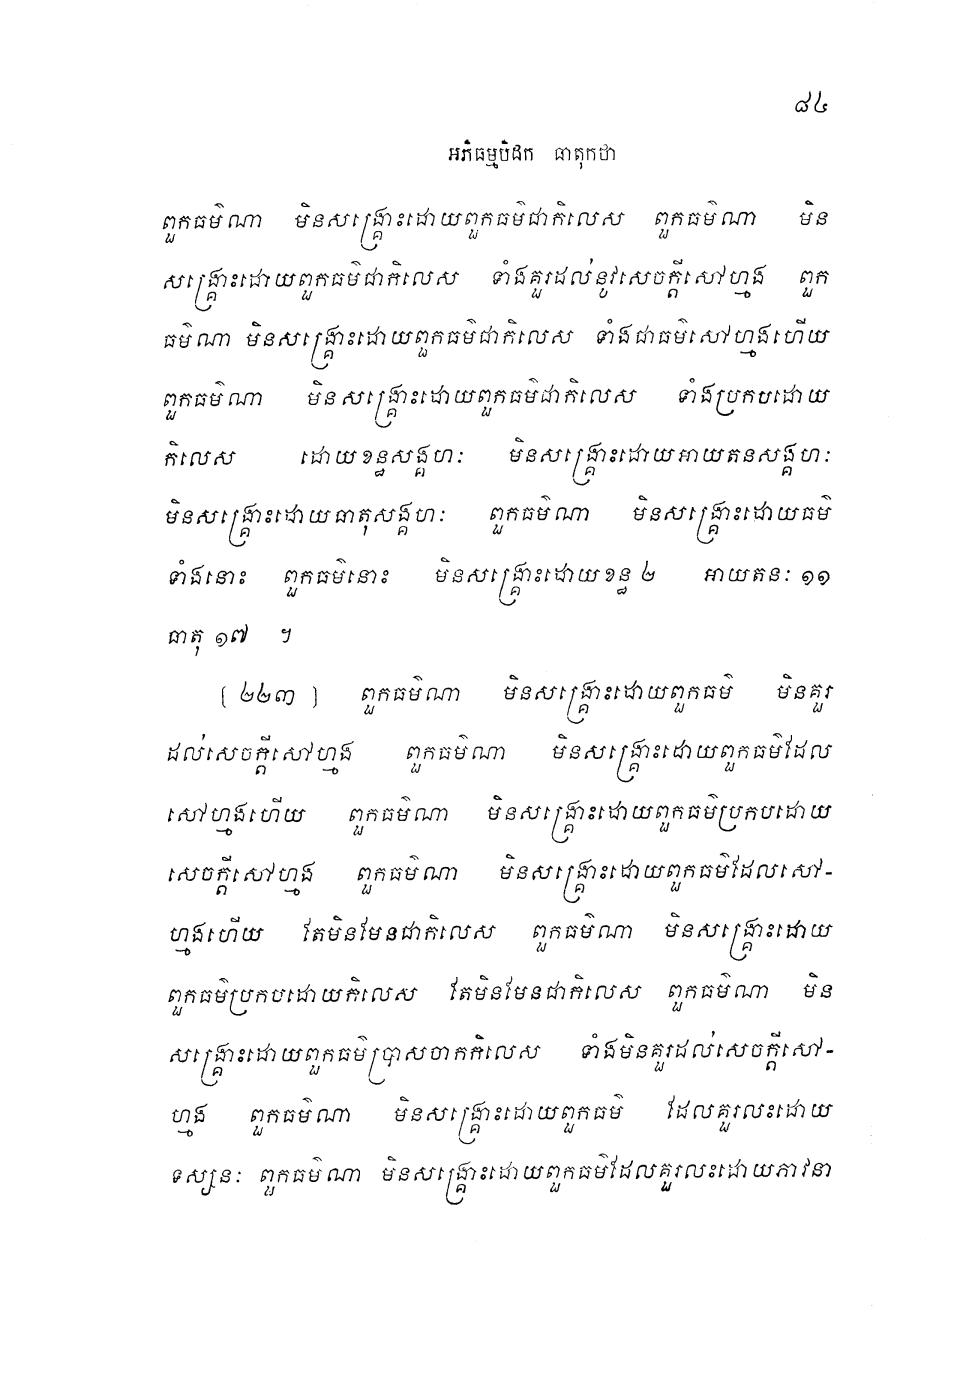 ៨៤
អភិធម្មបិដក ធាតុកថា
ពួកធម៌ណា មិនសង្គ្រោះដោយពួកធម៌ជាកិលេស ពួកធម៌ណា មិន
សង្គ្រោះដោយពួកធម៌ជាកិលេស ទាំងគួរដល់នូវសេចក្តីសៅហ្មង ពួក
ធម៌ណា មិនសង្គ្រោះដោយពួកធម៌ជាកិលេស ទាំងជាធម៌សៅហ្មងហើយ
ពួកធម៌ណា មិនសង្គ្រោះដោយពួកធម៌ជាកិលេស ទាំងប្រកបដោយ
កិលេស ដោយខន្ធសង្គហៈ មិនសង្គ្រោះដោយអាយតនសង្គហៈ
មិនសង្គ្រោះដោយធាតុសង្គហៈ ពួកធម៌ណា មិនសង្គ្រោះដោយធម៌
ទាំងនោះ ពួកធម៌នោះ មិនសង្គ្រោះដោយខន្ធ ២ អាយតនៈ ១១
ធាតុ ១៧ ។
[ ២២៣ ] ពួកធម៌ណា មិនសង្គ្រោះដោយពួកធម៌ មិនគួរ
ដល់សេចក្តីសៅហ្មង ពួកធម៌ណា មិនសង្គ្រោះដោយពួកធម៌ដែល
សៅហ្មងហើយ ពួកធម៌ណា មិនសង្គ្រោះដោយពួកធម៌ប្រកបដោយ
សេចក្តីសៅហ្មង ពួកធម៌ណា មិនសង្គ្រោះដោយពួកធម៌ដែលសៅ-
ហ្មងហើយ តែមិនមែនជាកិលេស ពួកធម៌ណា មិនសង្គ្រោះដោយ
ពួកធម៌ប្រកបដោយកិលេស តែមិនមែនជាកិលេស ពួកធម៌ណា មិន
សង្គ្រោះដោយពួកធម៌ប្រាសចាកកិលេស ទាំងមិនគួរដល់សេចក្តីសៅ-
ហ្មង ពួកធម៌ណា មិនសង្គ្រោះដោយពួកធម៌ ដែលគួរលះដោយ
ទស្សនៈ ពួកធម៌ណា មិនសង្គ្រោះដោយពួកធម៌ដែលគួរលះដោយភាវនា